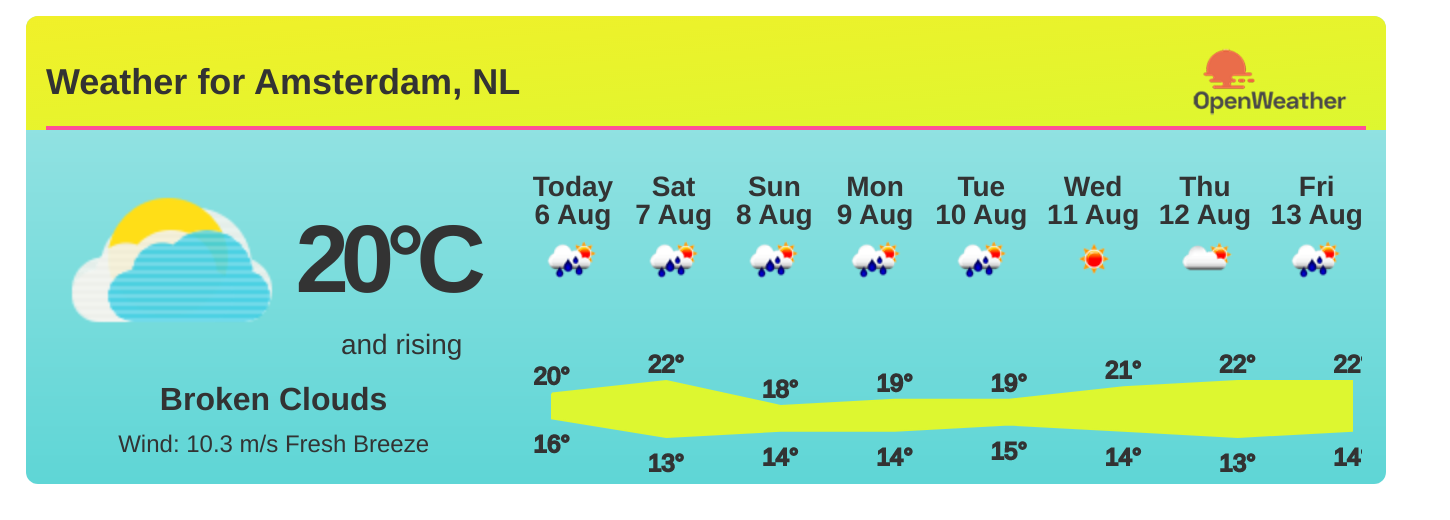 Weather for Amsterdam, NL
OpenWeather
20°C
and rising
Broken Clouds
Wind: 10.3 m/s Fresh Breeze
Today Sat Sun Mon Tue Wed Thu Fri
6 Aug 7 Aug 8 Aug 9 Aug 10 Aug 11 Aug 12 Aug 13 Aug
20° 22° 18° 19° 19° 21° 22° 22°
16° 13° 14° 14° 15° 14° 13° 14°